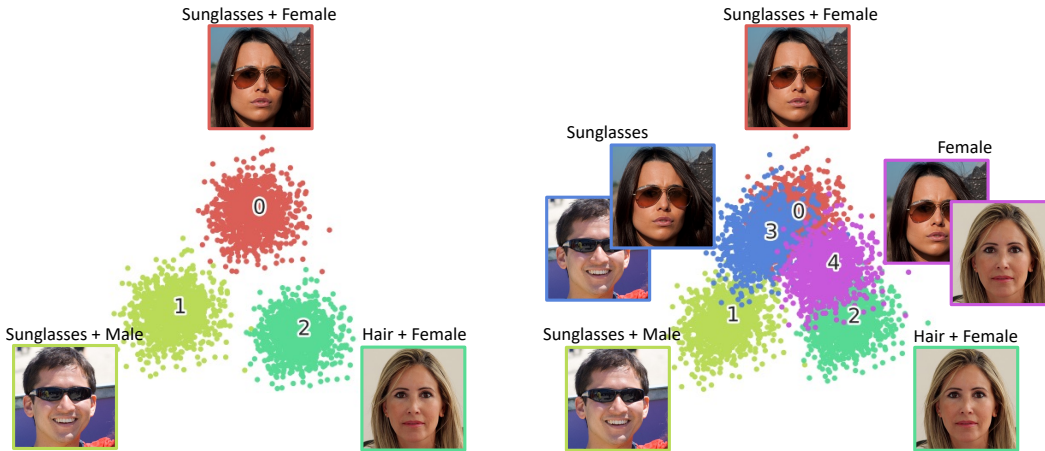 Sunglasses + Female
0
1
2
Sunglasses + Male
Hair + Female
Sunglasses + Female
Sunglasses
Female
0
3
4
1
2
Sunglasses + Male
Hair + Female